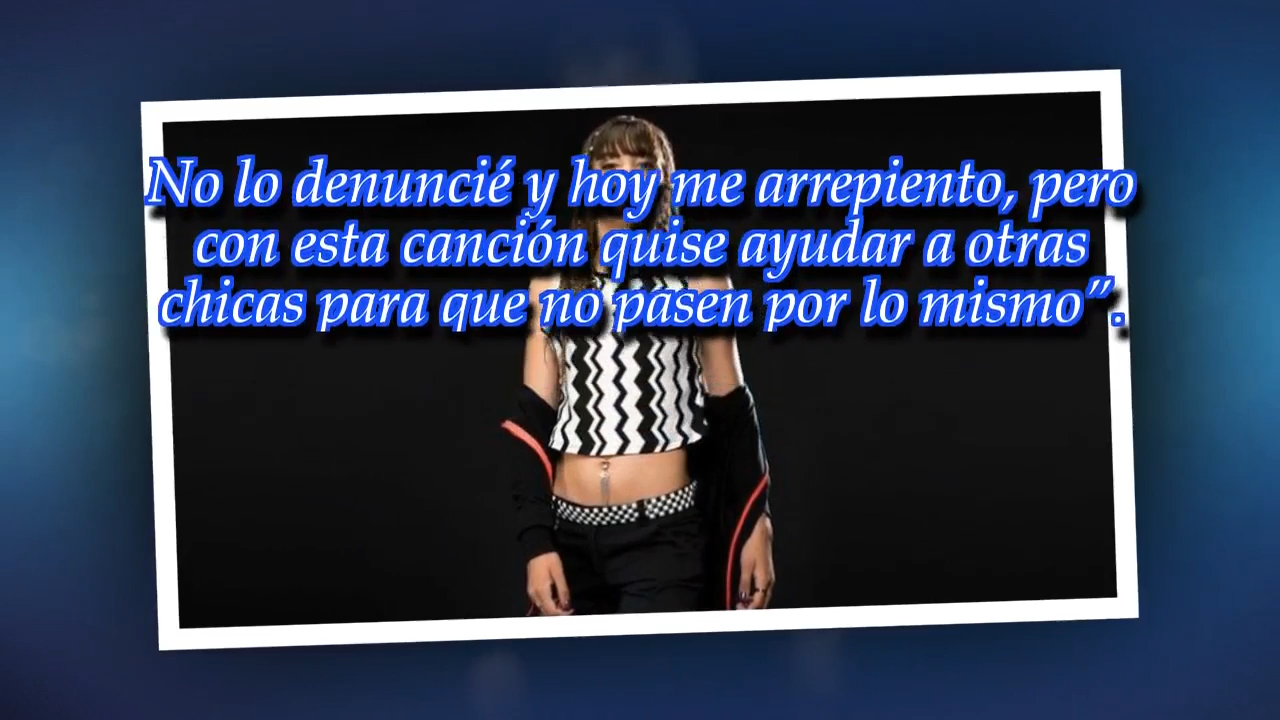 No lo denuncié y hoy me arrepiento, pero
con esta canción quise ayudar a otras
chicas para que no pasen por lo mismo”.